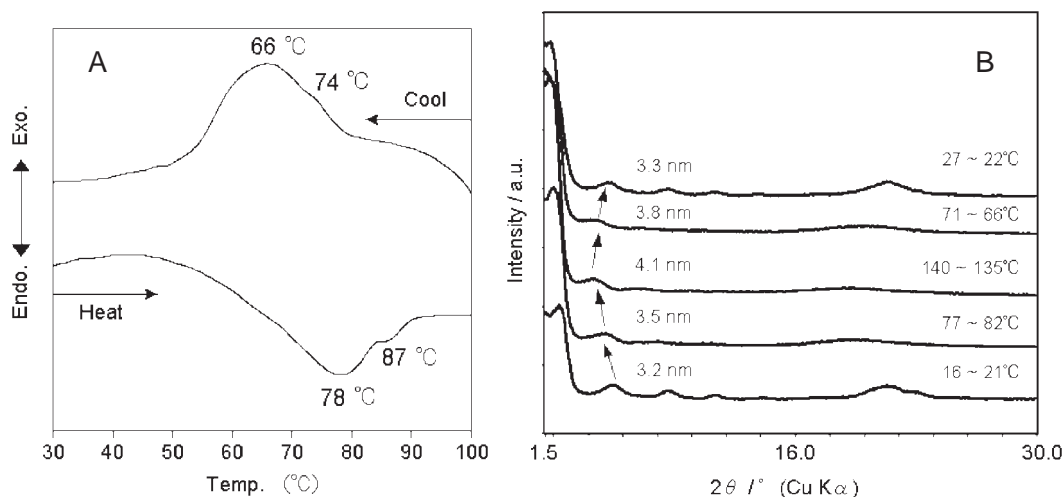 A
66 °C
74 °C
Cool
Exo.
Endo.
Heat
87 °C
78 °C
30 40 50 60 70 80 90 100
Temp. (°C)
B
Intensity / a.u.
3.3 nm 27 ~ 22°C
3.8 nm 71 ~ 66°C
4.1 nm 140 ~ 135°C
3.5 nm 77 ~ 82°C
3.2 nm 16 ~ 21°C
1.5 16.0 30.0
2θ /° (Cu Kα)